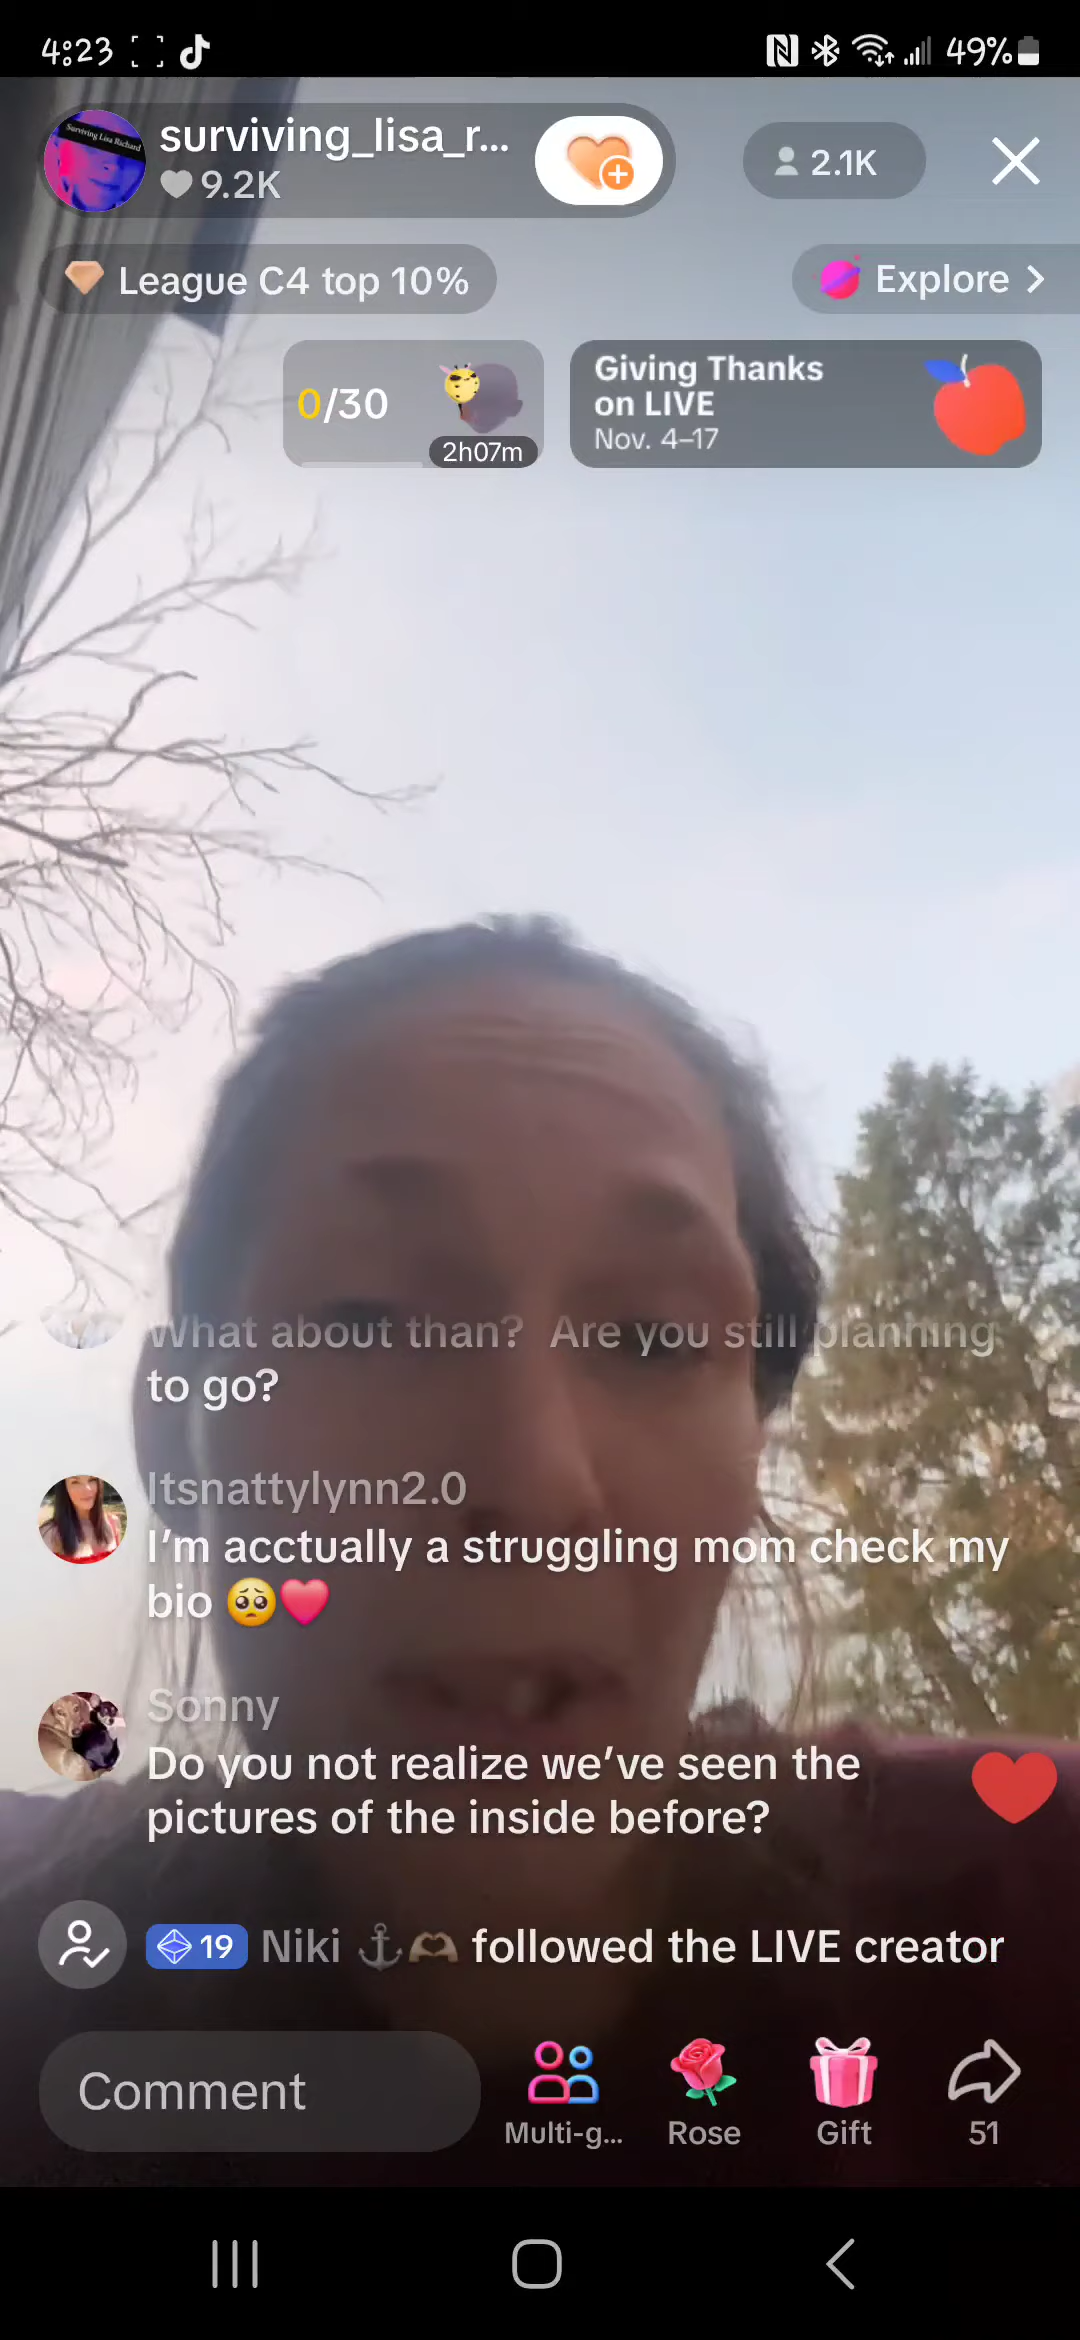 4:23
49%
Surviving Lisa Richard
surviving_lisa_r...
9.2K
2.1K
League C4 top 10%
Explore >
0/30
2h07m
Giving Thanks
on LIVE
Nov. 4–17
What about than?  Are you still planning
to go?
Itsnattylynn2.0
I’m acctually a struggling mom check my
bio 🥺❤️
Sonny
Do you not realize we’ve seen the
pictures of the inside before?
19 Niki ⚓🫶🏽 followed the LIVE creator
Comment
Multi-g...
Rose
Gift
51